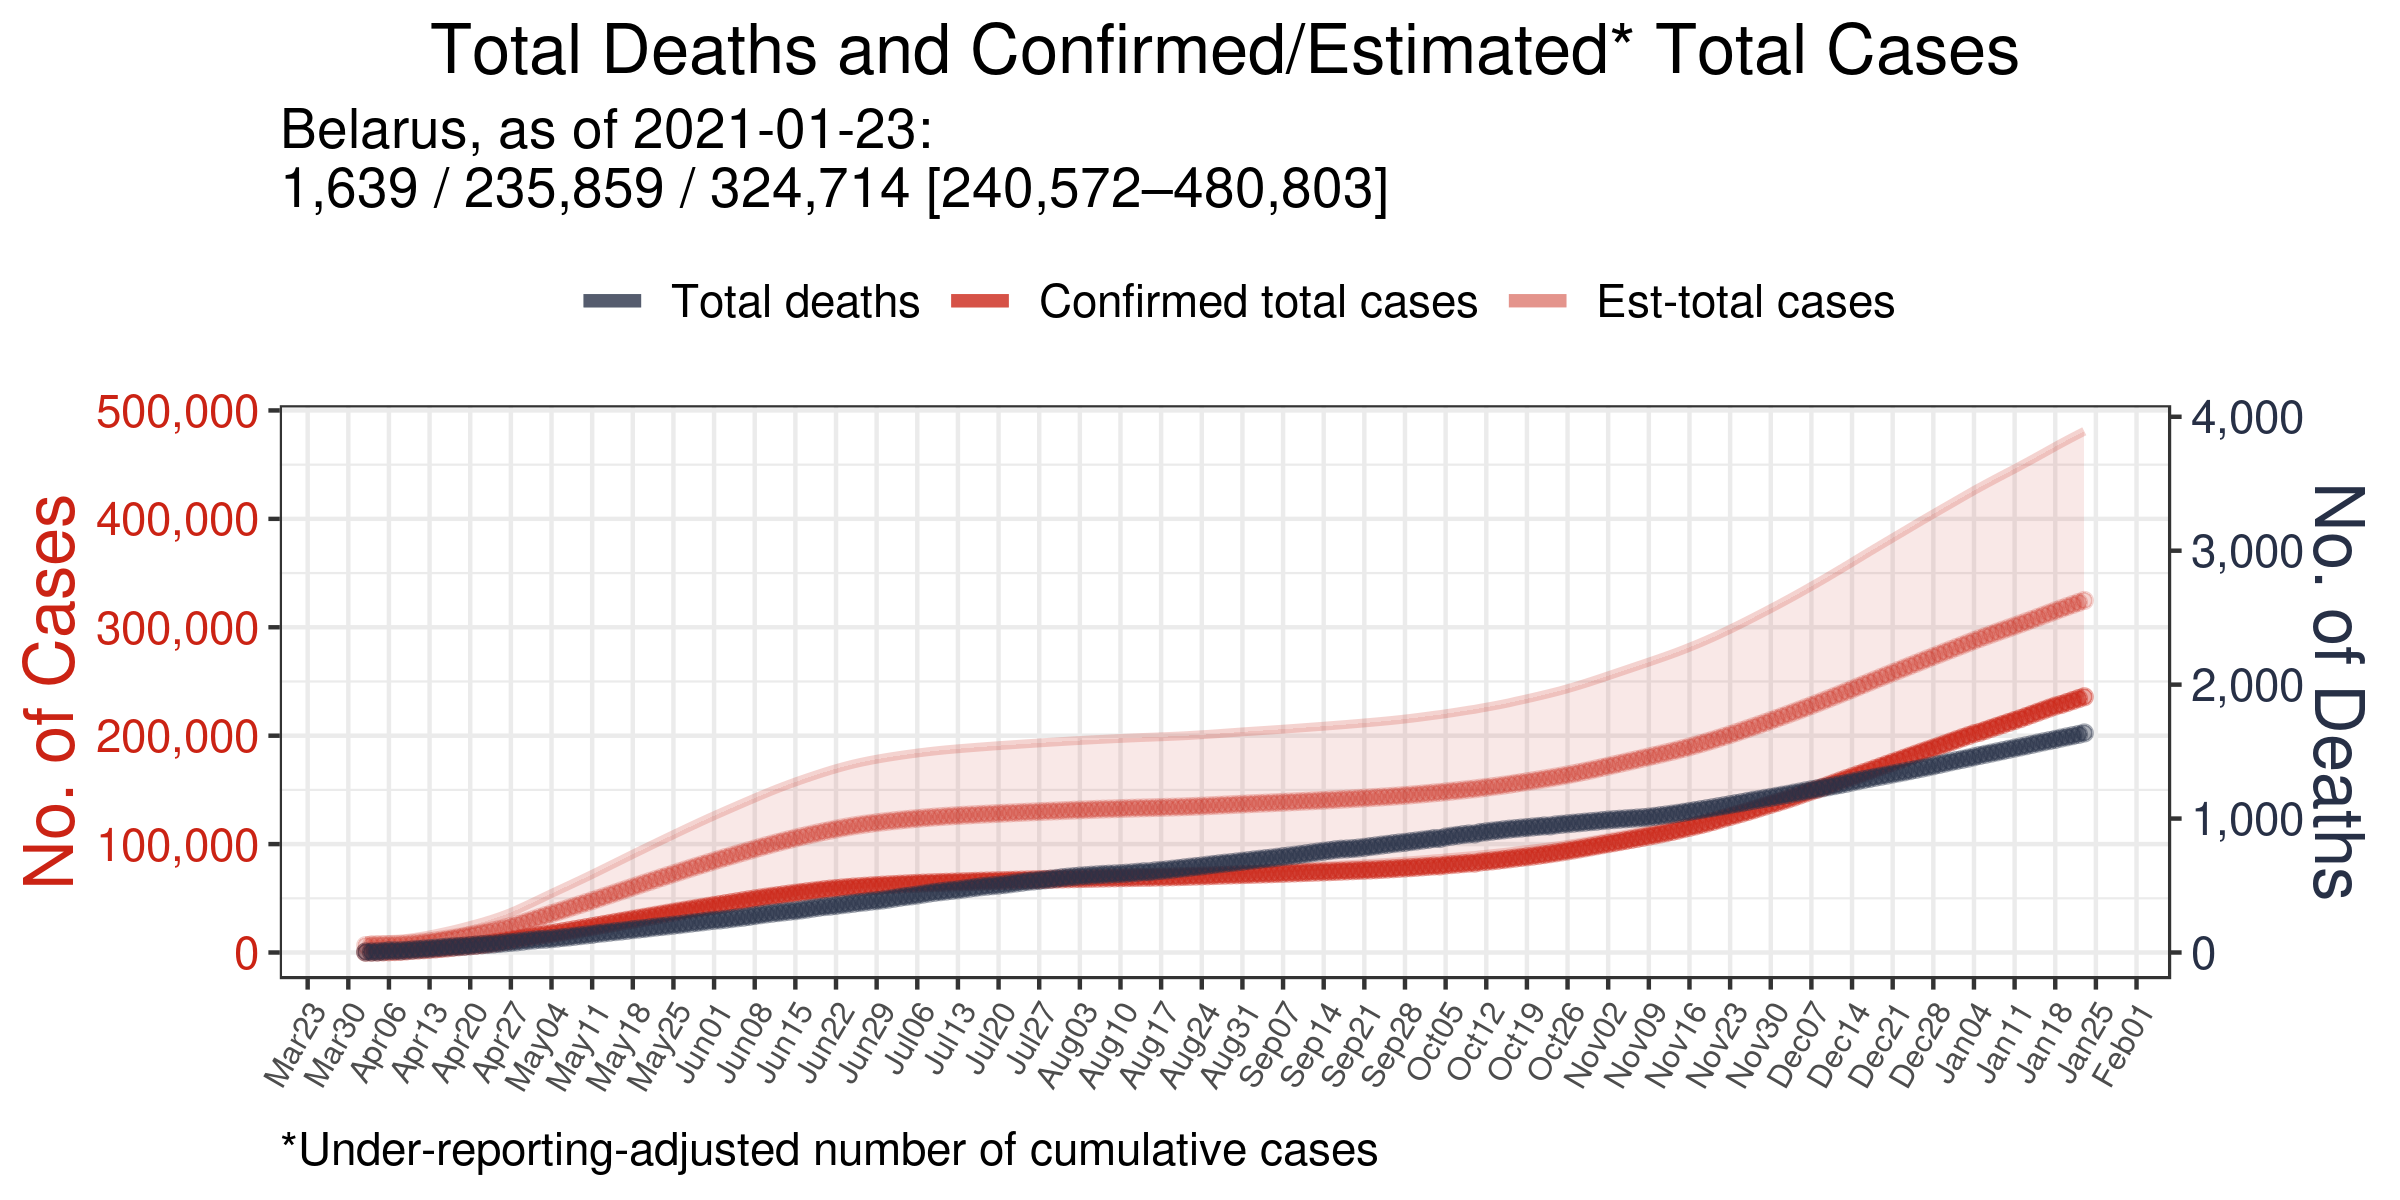 Total Deaths and Confirmed/Estimated* Total Cases
Belarus, as of 2021-01-23:
1,639 / 235,859 / 324,714 [240,572–480,803]
Total deaths
Confirmed total cases
Est-total cases
No. of Cases
500,000
400,000
300,000
200,000
100,000
0
4,000
3,000
2,000
1,000
0
No. of Deaths
Mar23
Mar30
Apr06
Apr13
Apr20
Apr27
May04
May11
May18
May25
Jun01
Jun08
Jun15
Jun22
Jun29
Jul06
Jul13
Jul20
Jul27
Aug03
Aug10
Aug17
Aug24
Aug31
Sep07
Sep14
Sep21
Sep28
Oct05
Oct12
Oct19
Oct26
Nov02
Nov09
Nov16
Nov23
Nov30
Dec07
Dec14
Dec21
Dec28
Jan04
Jan11
Jan18
Jan25
Feb01
*Under-reporting-adjusted number of cumulative cases